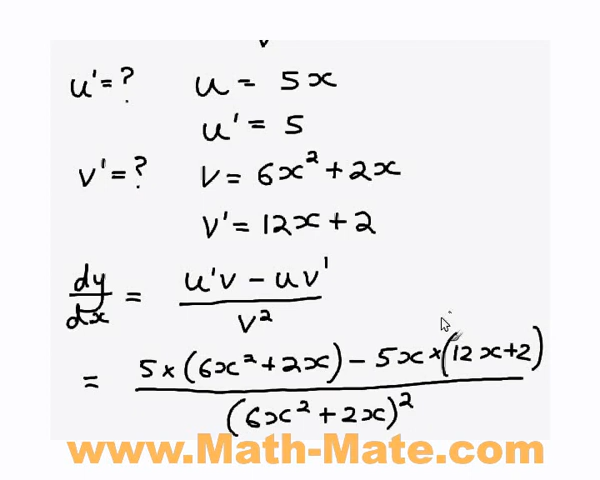 u'=? u = 5x
u' = 5
v'=? v = 6x² + 2x
v' = 12x + 2
dy/dx = (u'v - uv')/v²
= (5 × (6x² + 2x) - 5x × (12x + 2))/(6x² + 2x)²
www.Math-Mate.com